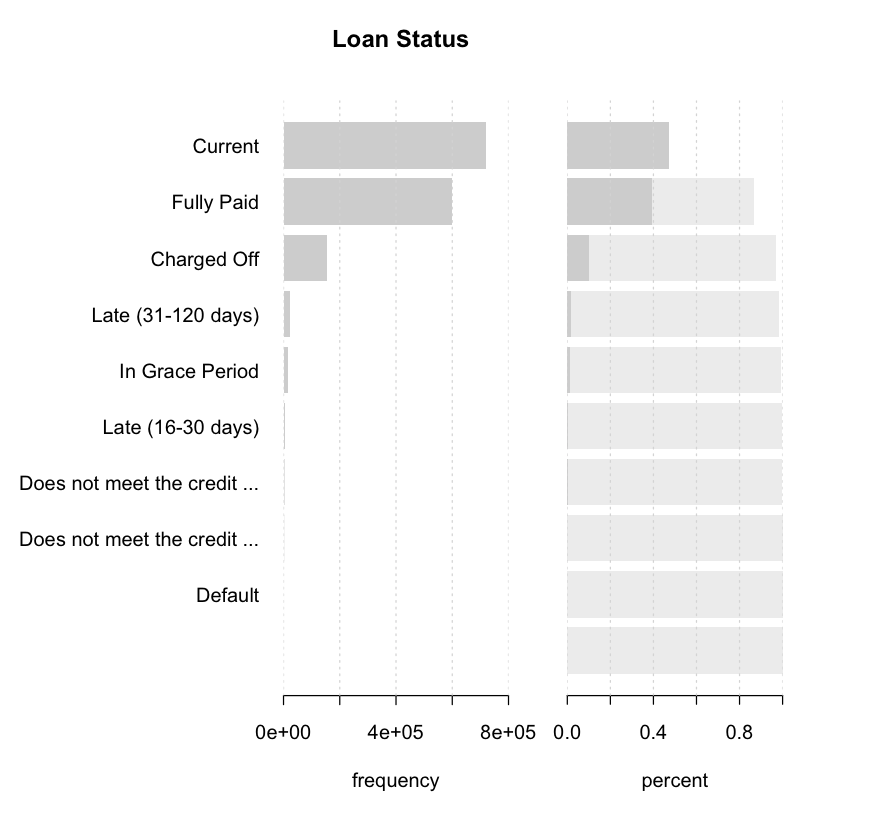 Loan Status
Current
Fully Paid
Charged Off
Late (31-120 days)
In Grace Period
Late (16-30 days)
Does not meet the credit ...
Does not meet the credit ...
Default
0e+00 4e+05 8e+05
frequency
0.0 0.4 0.8
percent